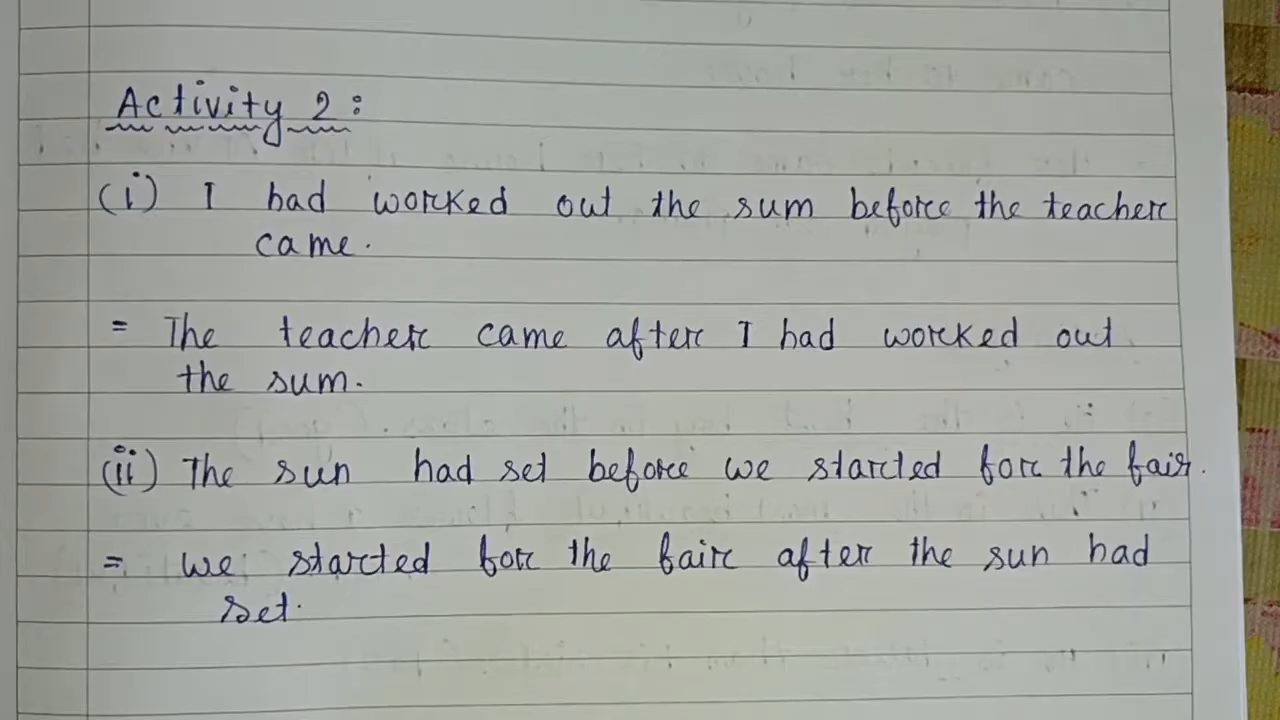 Activity 2:
(i) I had worked out the sum before the teacher
came.
= The teacher came after I had worked out
the sum.
(ii) The sun had set before we started for the fair.
= We started for the fair after the sun had
set.